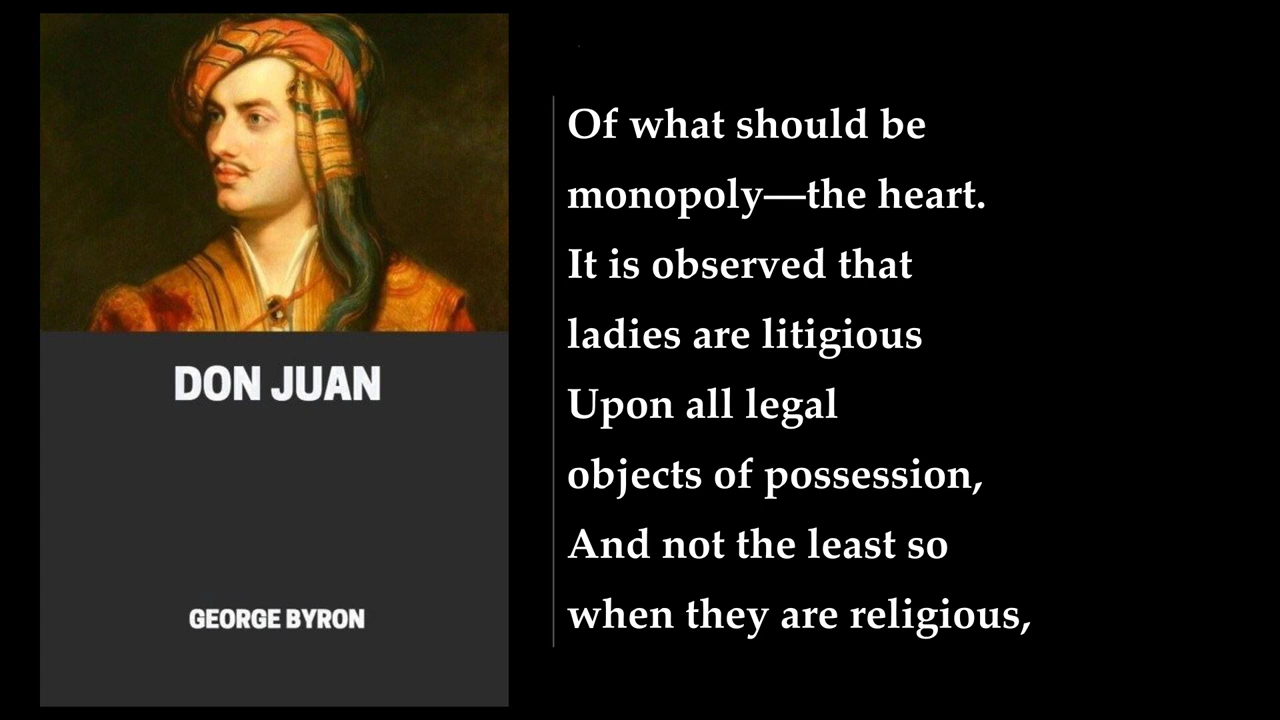 DON JUAN
GEORGE BYRON
Of what should be
monopoly—the heart.
It is observed that
ladies are litigious
Upon all legal
objects of possession,
And not the least so
when they are religious,